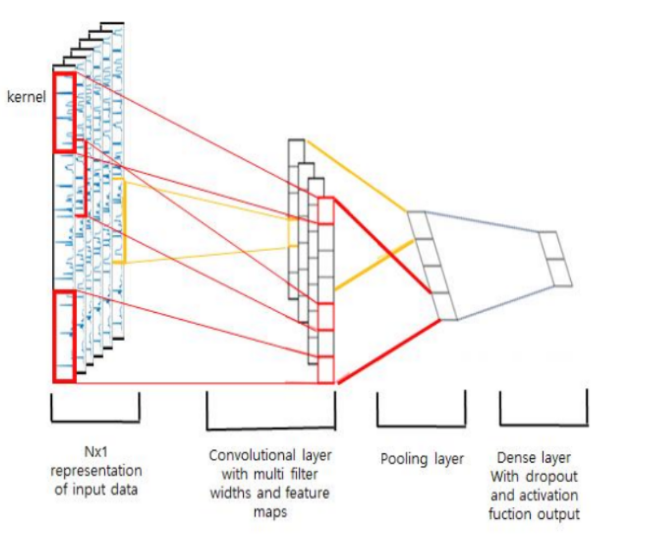 kernel
Nx1
representation
of input data
Convolutional layer
with multi filter
widths and feature
maps
Pooling layer
Dense layer
With dropout
and activation
fuction output